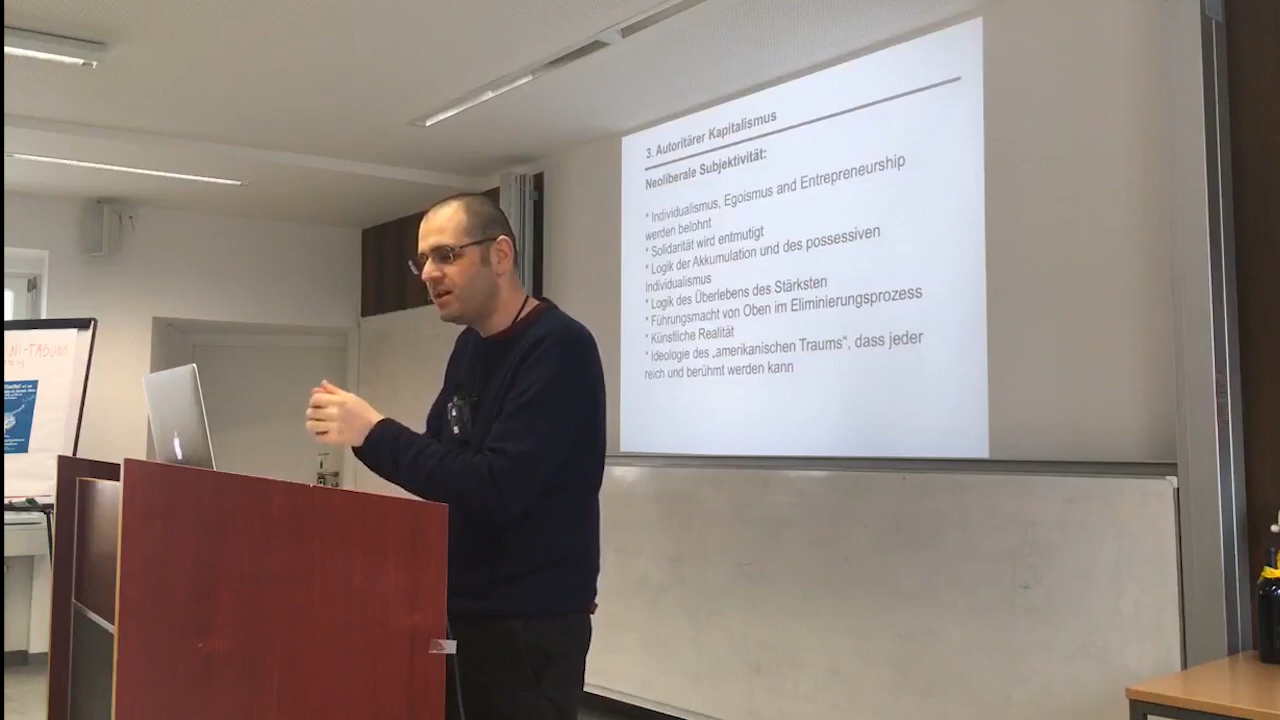 3. Autoritärer Kapitalismus
Neoliberale Subjektivität:
* Individualismus, Egoismus and Entrepreneurship
werden belohnt
* Solidarität wird entmutigt
* Logik der Akkumulation und des possessiven
Individualismus
* Logik des Überlebens des Stärksten
* Führungsmacht von Oben im Eliminierungsprozess
* Künstliche Realität
* Ideologie des „amerikanischen Traums“, dass jeder
reich und berühmt werden kann